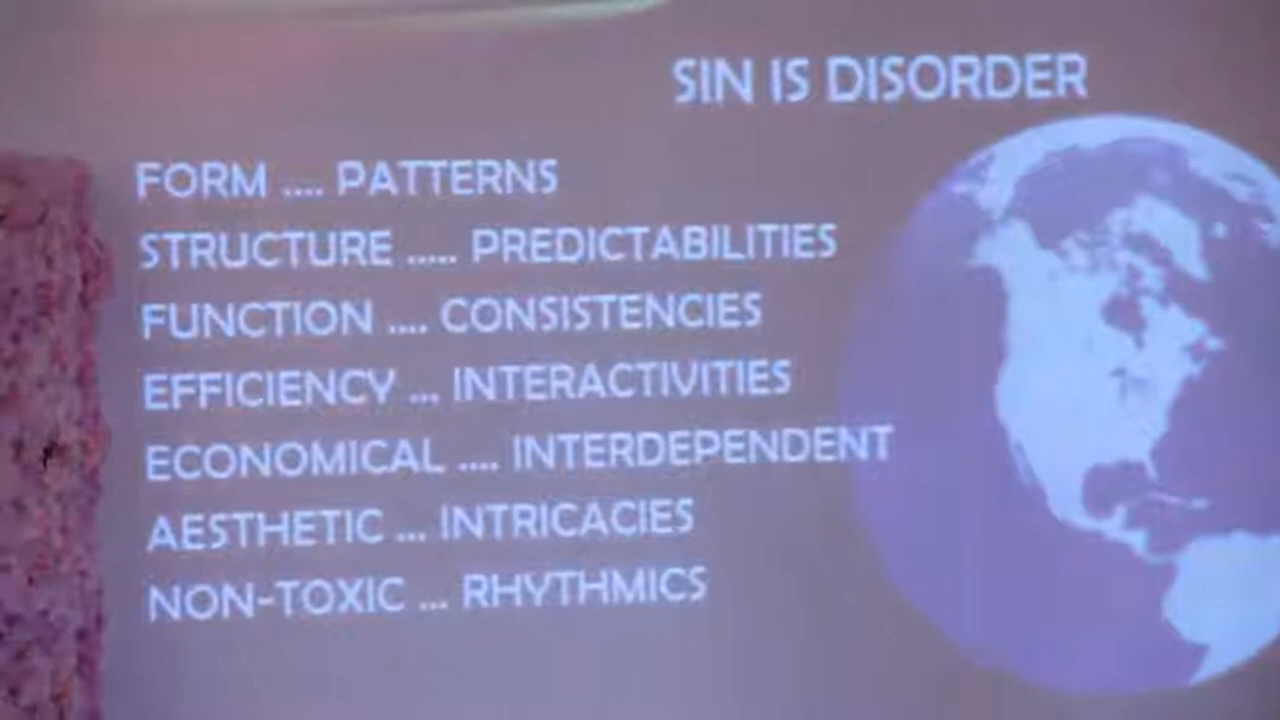 SIN IS DISORDER
FORM .... PATTERNS
STRUCTURE ..... PREDICTABILITIES
FUNCTION .... CONSISTENCIES
EFFICIENCY ... INTERACTIVITIES
ECONOMICAL .... INTERDEPENDENT
AESTHETIC ... INTRICACIES
NON-TOXIC ... RHYTHMICS